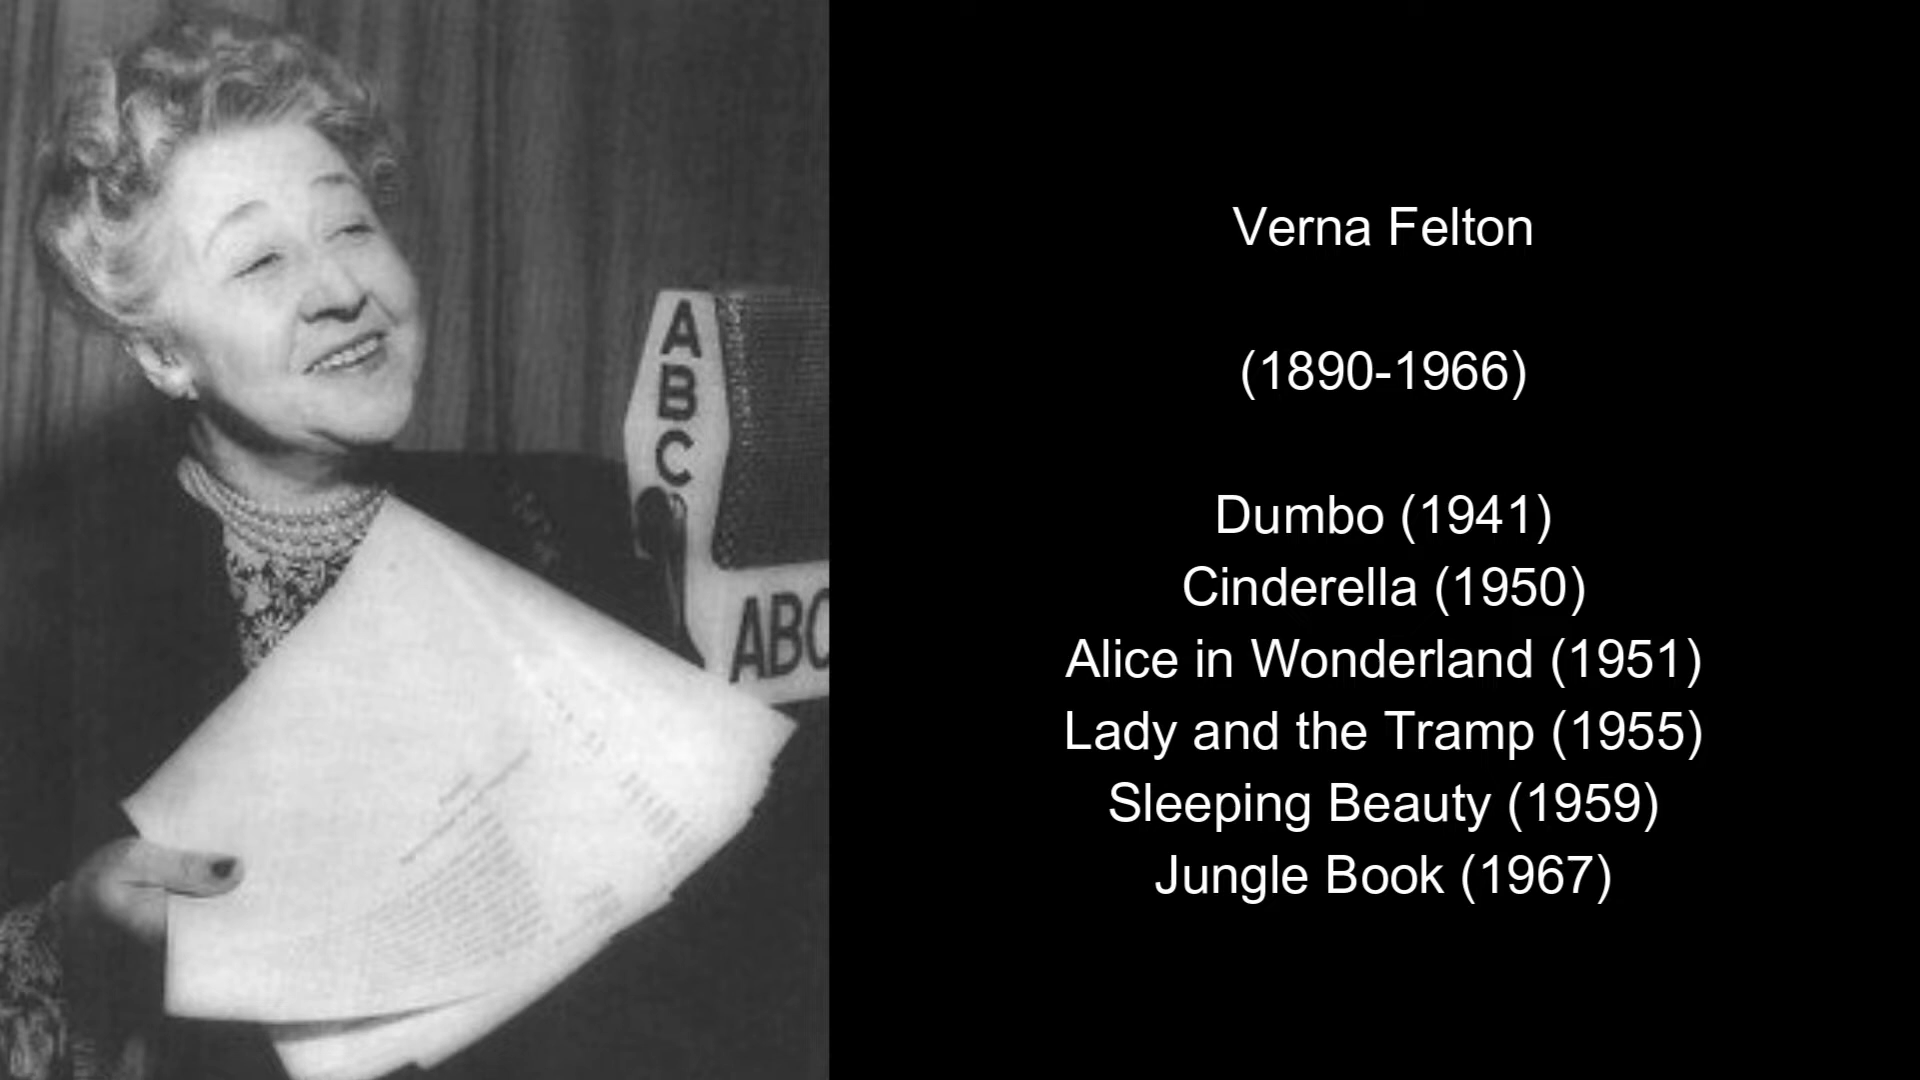 A
B
C
ABC
Verna Felton
(1890-1966)
Dumbo (1941)
Cinderella (1950)
Alice in Wonderland (1951)
Lady and the Tramp (1955)
Sleeping Beauty (1959)
Jungle Book (1967)